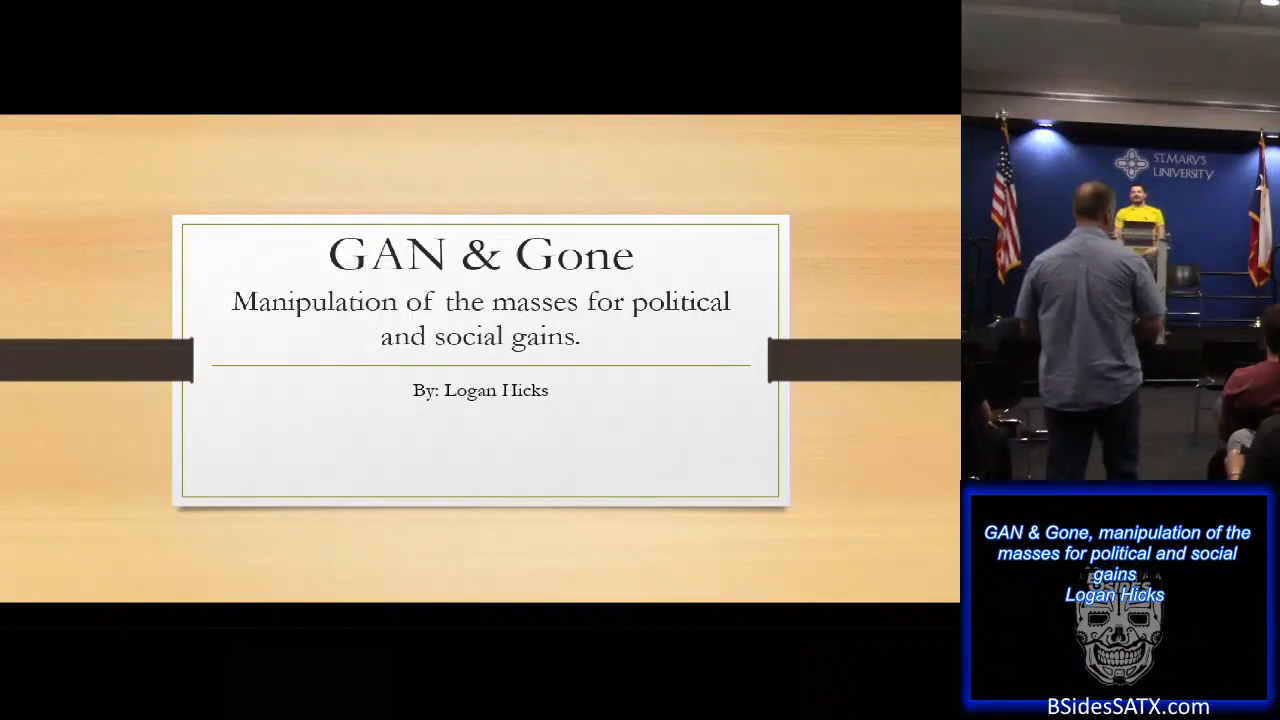 GAN & Gone
Manipulation of the masses for political
and social gains.
By: Logan Hicks
ST. MARY'S
UNIVERSITY
GAN & Gone, manipulation of the
masses for political and social
gains
Logan Hicks
BSIDES
BSidesSATX.com